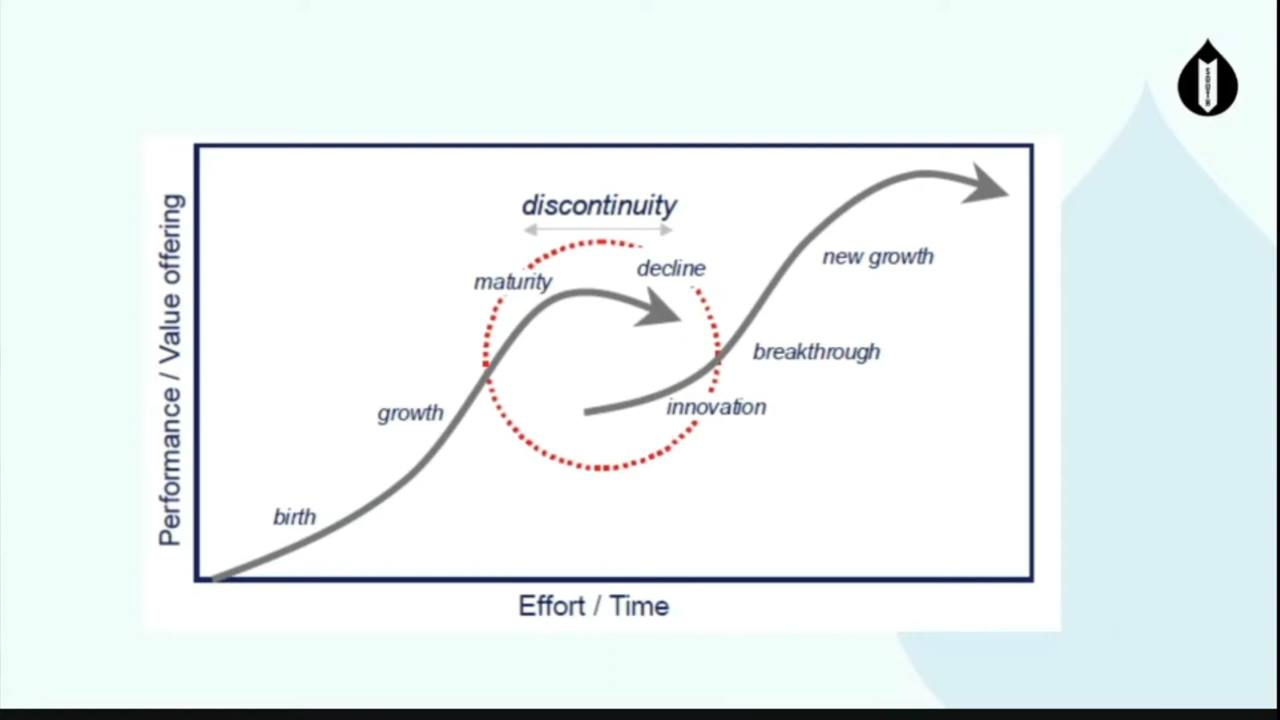 discontinuity
maturity
decline
new growth
breakthrough
growth
innovation
birth
Performance / Value offering
Effort / Time